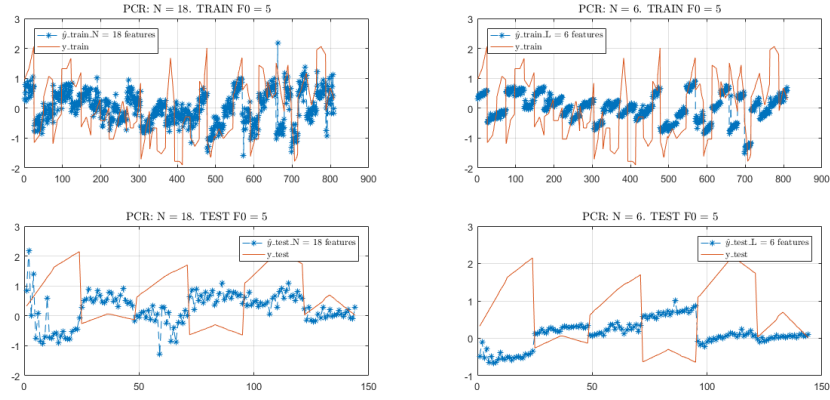 PCR: N = 18. TRAIN F0 = 5
3
2
1
0
-1
-2
ŷ_train_N = 18 features
y_train
0 100 200 300 400 500 600 700 800 900
PCR: N = 6. TRAIN F0 = 5
3
2
1
0
-1
-2
ŷ_train_L = 6 features
y_train
0 100 200 300 400 500 600 700 800 900
PCR: N = 18. TEST F0 = 5
3
2
1
0
-1
-2
ŷ_test_N = 18 features
y_test
0 50 100 150
PCR: N = 6. TEST F0 = 5
3
2
1
0
-1
ŷ_test_L = 6 features
y_test
0 50 100 150